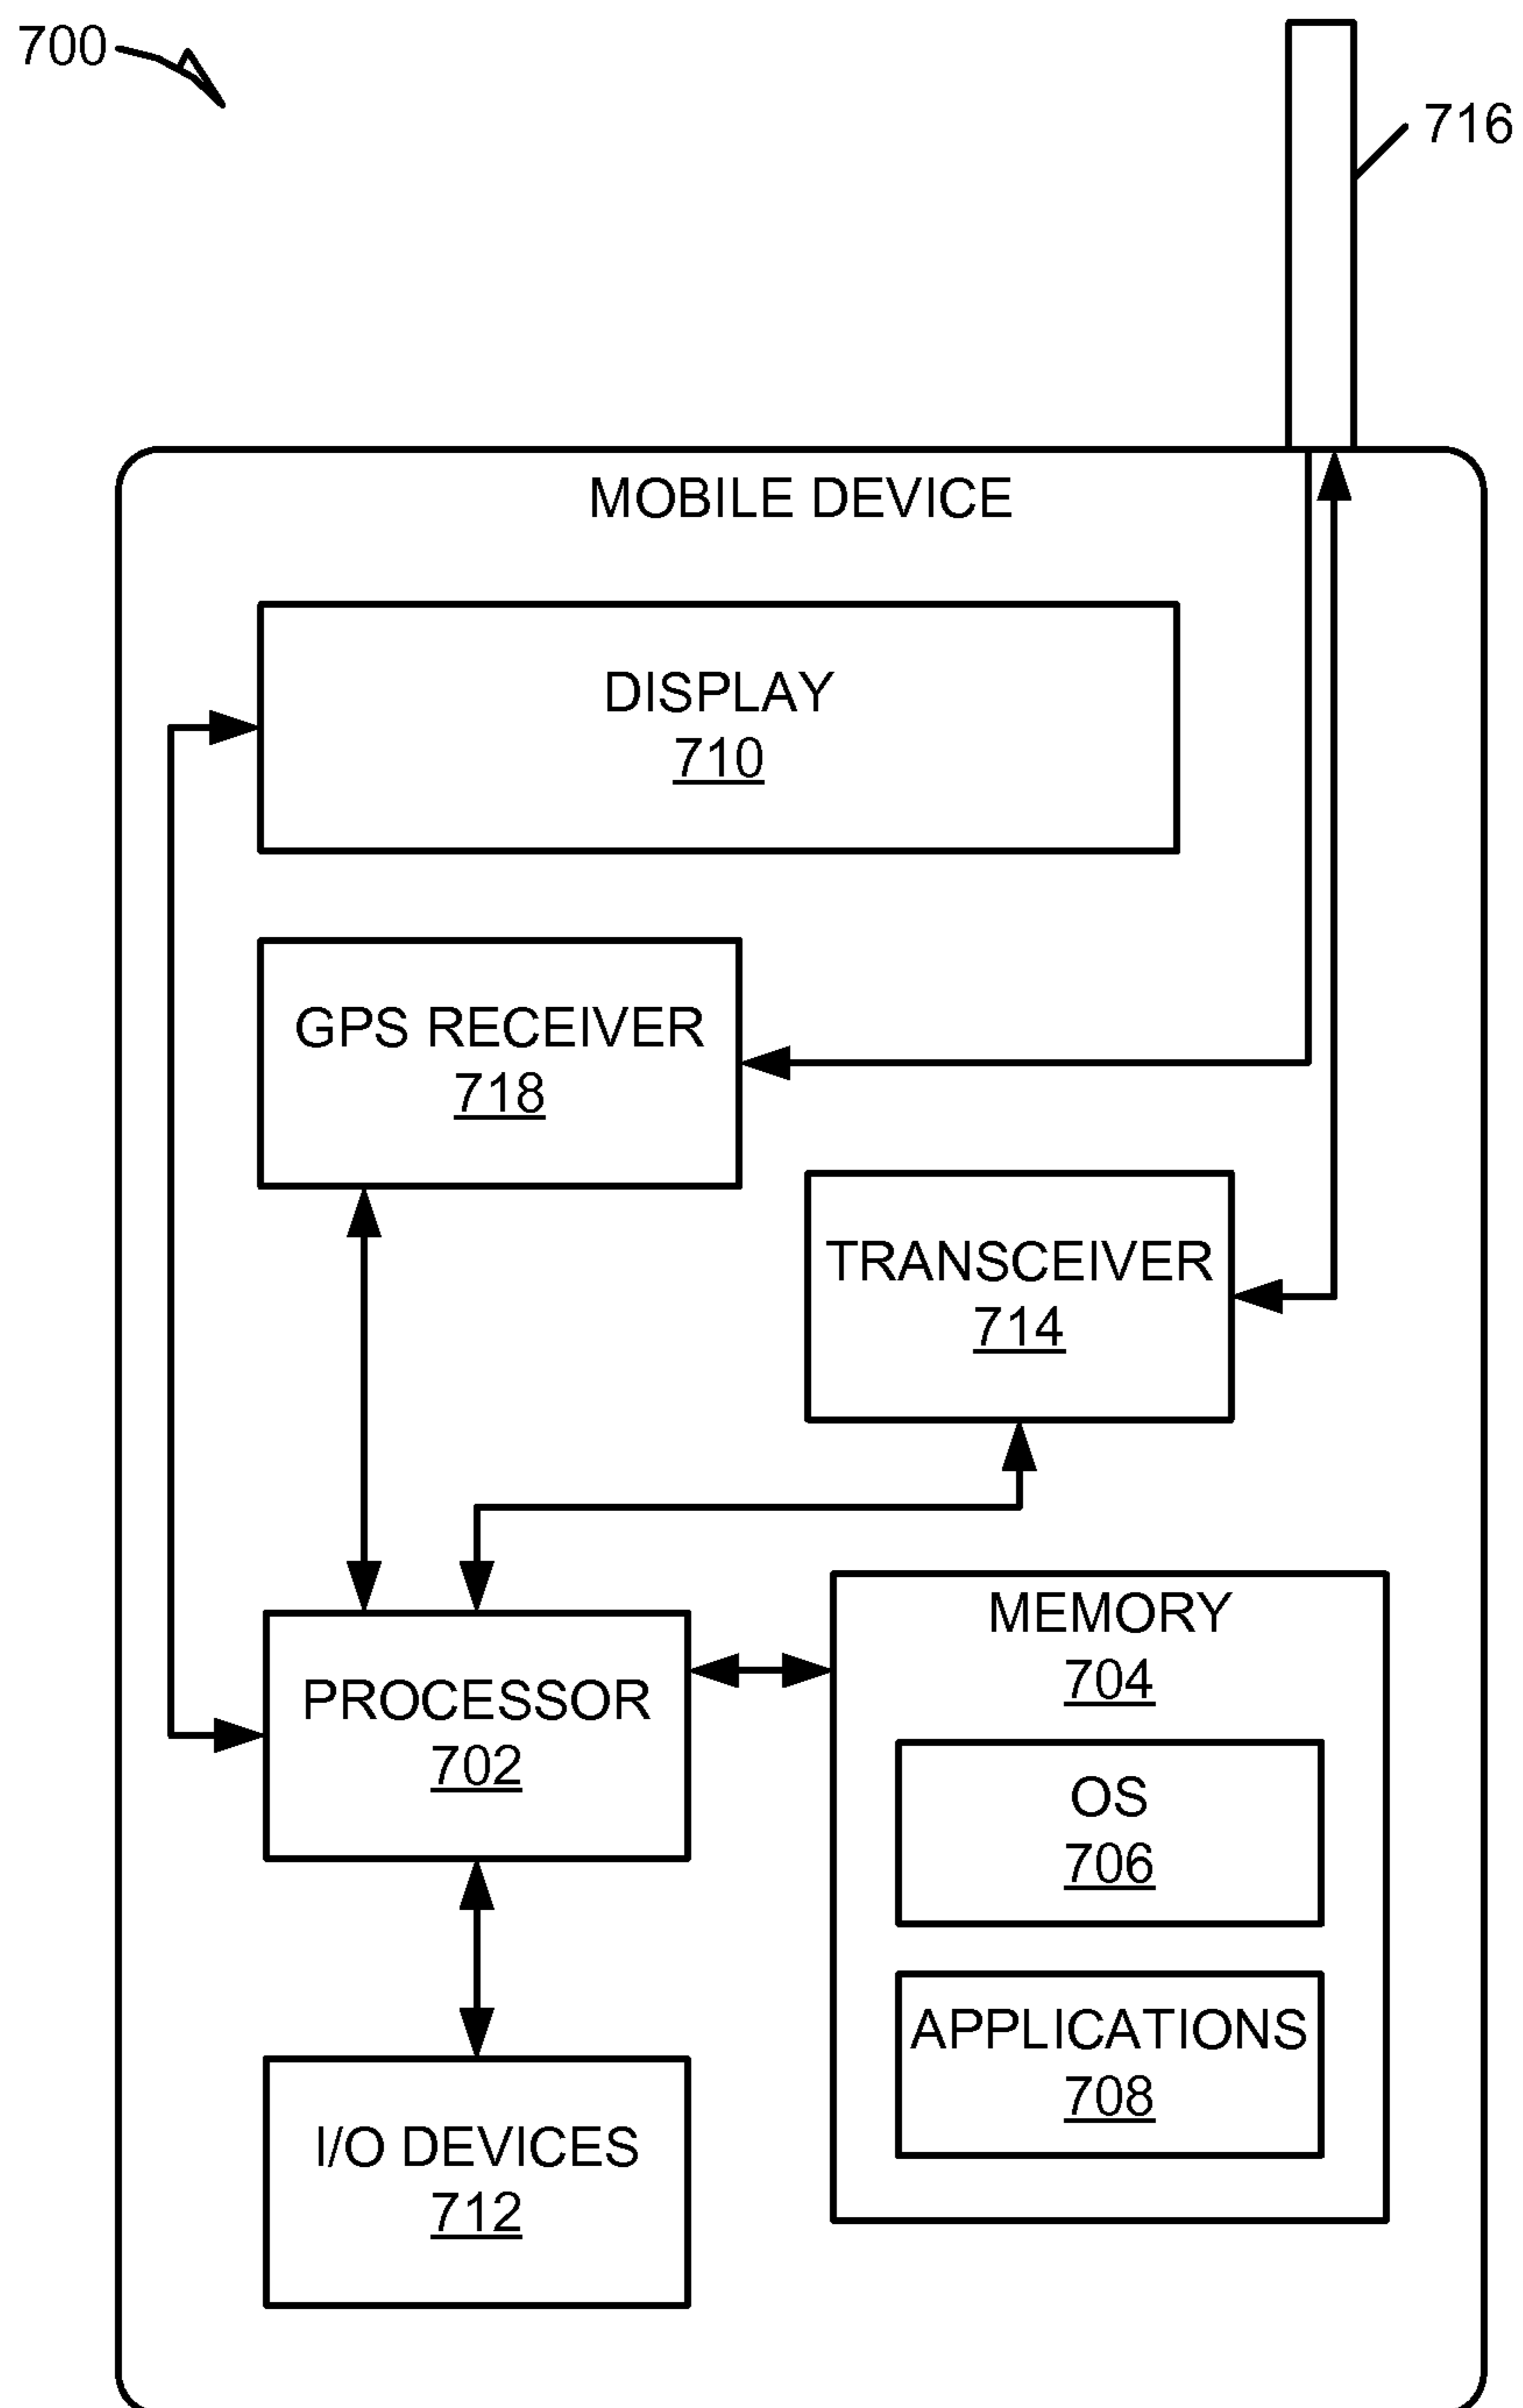 700
716
MOBILE DEVICE
DISPLAY
710
GPS RECEIVER
718
TRANSCEIVER
714
PROCESSOR
702
MEMORY
704
OS
706
APPLICATIONS
708
I/O DEVICES
712